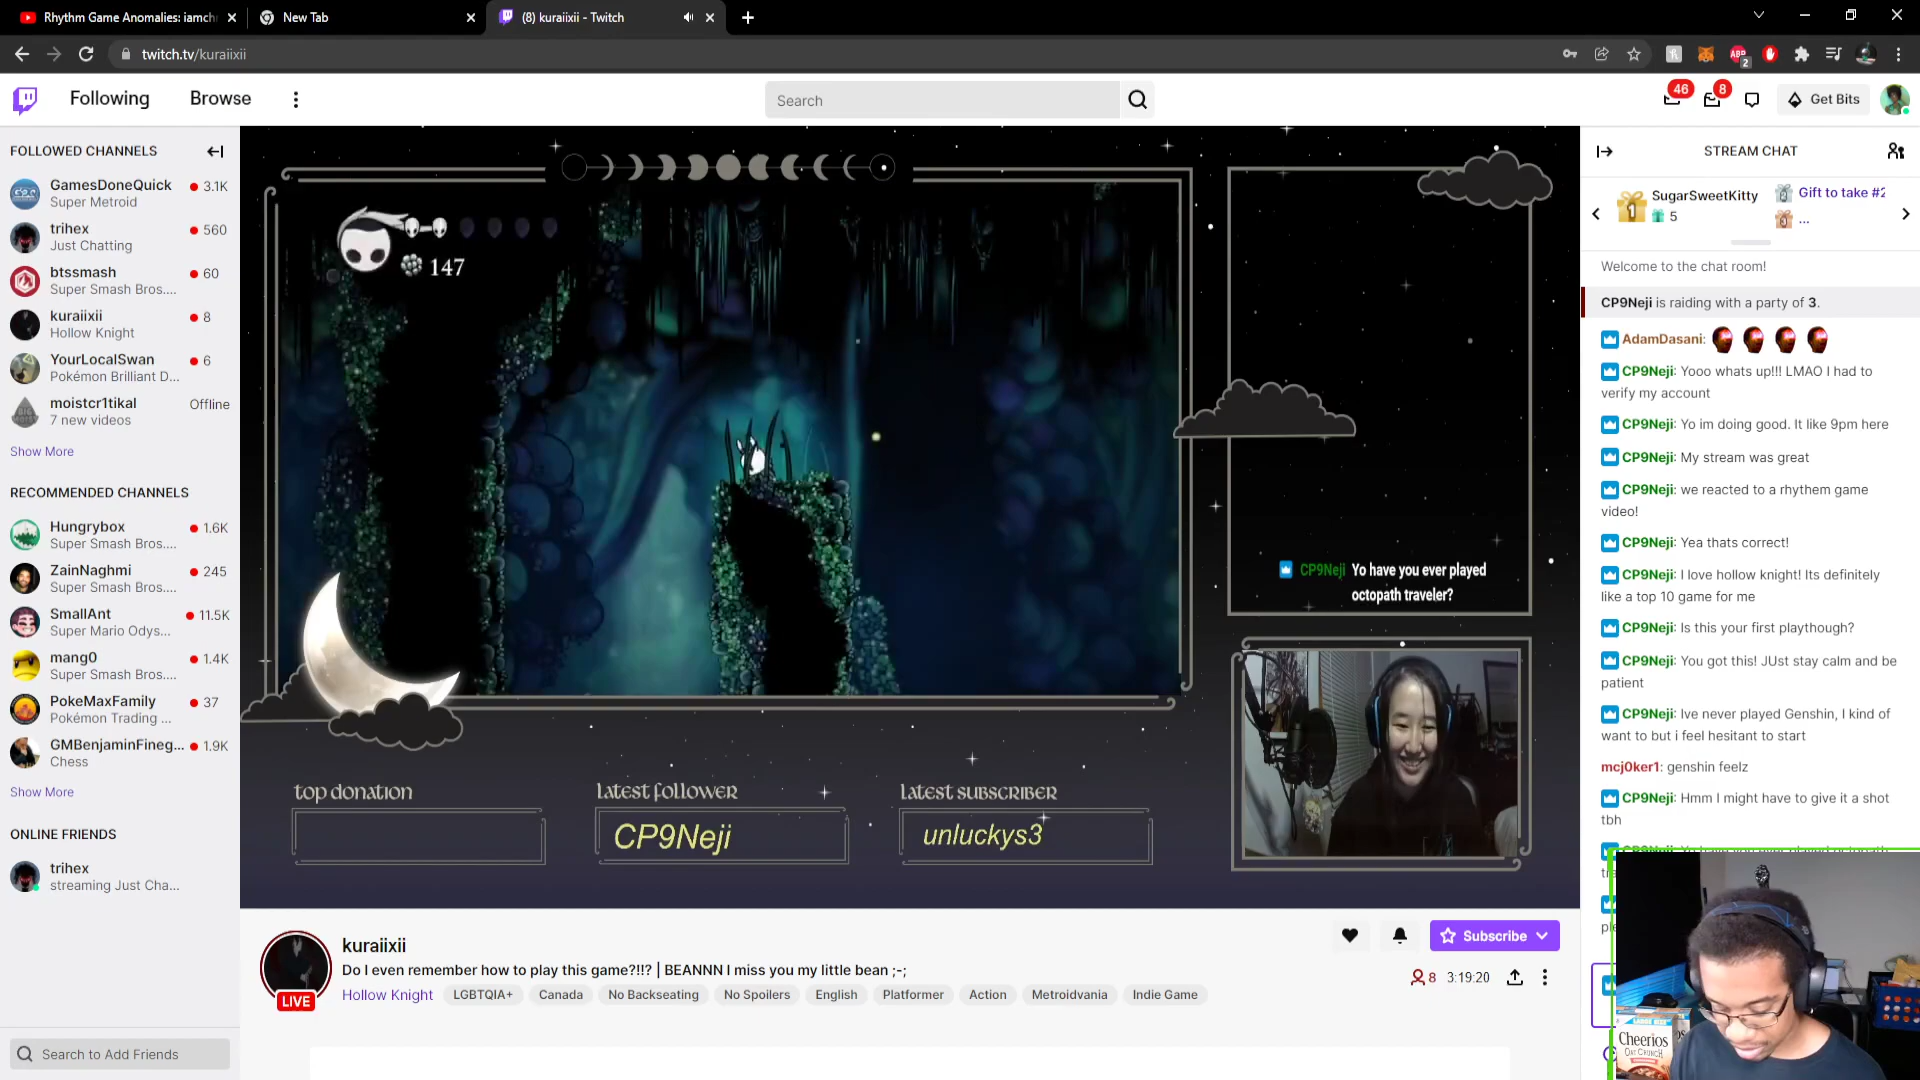 Rhythm Game Anomalies: iamch
New Tab
(8) kuraiixii - Twitch
twitch.tv/kuraiixii
ABP
2
Following
Browse
Search
46
8
Get Bits
FOLLOWED CHANNELS
GamesDoneQuick
3.1K
Super Metroid
trihex
560
Just Chatting
btssmash
60
Super Smash Bros....
kuraiixii
8
Hollow Knight
YourLocalSwan
6
Pokémon Brilliant D...
moistcr1tikal
Offline
7 new videos
Show More
RECOMMENDED CHANNELS
Hungrybox
1.6K
Super Smash Bros....
ZainNaghmi
245
Super Smash Bros....
SmallAnt
11.5K
Super Mario Odys...
mang0
1.4K
Super Smash Bros....
PokeMaxFamily
37
Pokémon Trading ...
GMBenjaminFineg...
1.9K
Chess
Show More
ONLINE FRIENDS
trihex
streaming Just Cha...
Search to Add Friends
147
CP9Neji Yo have you ever played
octopath traveler?
top donation
latest follower
CP9Neji
latest subscriber
unluckys3
LIVE
kuraiixii
Do I even remember how to play this game?!!? | BEANNN I miss you my little bean ;-;
Hollow Knight LGBTQIA+ Canada No Backseating No Spoilers English Platformer Action Metroidvania Indie Game
Subscribe
8 3:19:20
STREAM CHAT
1
SugarSweetKitty
5
Gift to take #2
...
Welcome to the chat room!
CP9Neji is raiding with a party of 3.
AdamDasani:
CP9Neji: Yooo whats up!!! LMAO I had to
verify my account
CP9Neji: Yo im doing good. It like 9pm here
CP9Neji: My stream was great
CP9Neji: we reacted to a rhythem game
video!
CP9Neji: Yea thats correct!
CP9Neji: I love hollow knight! Its definitely
like a top 10 game for me
CP9Neji: Is this your first playthough?
CP9Neji: You got this! JUst stay calm and be
patient
CP9Neji: Ive never played Genshin, I kind of
want to but i feel hesitant to start
mcj0ker1: genshin feelz
CP9Neji: Hmm I might have to give it a shot
tbh
Cheerios
OAT CRUNCH